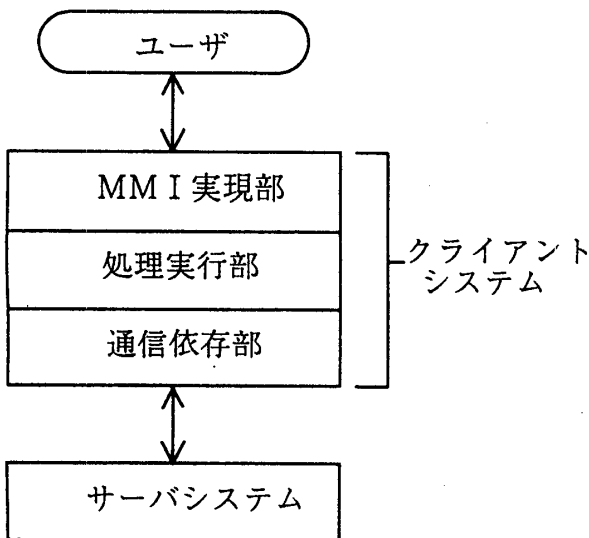 ユーザ
MMI実現部
処理実行部
通信依存部
クライアント
システム
サーバシステム